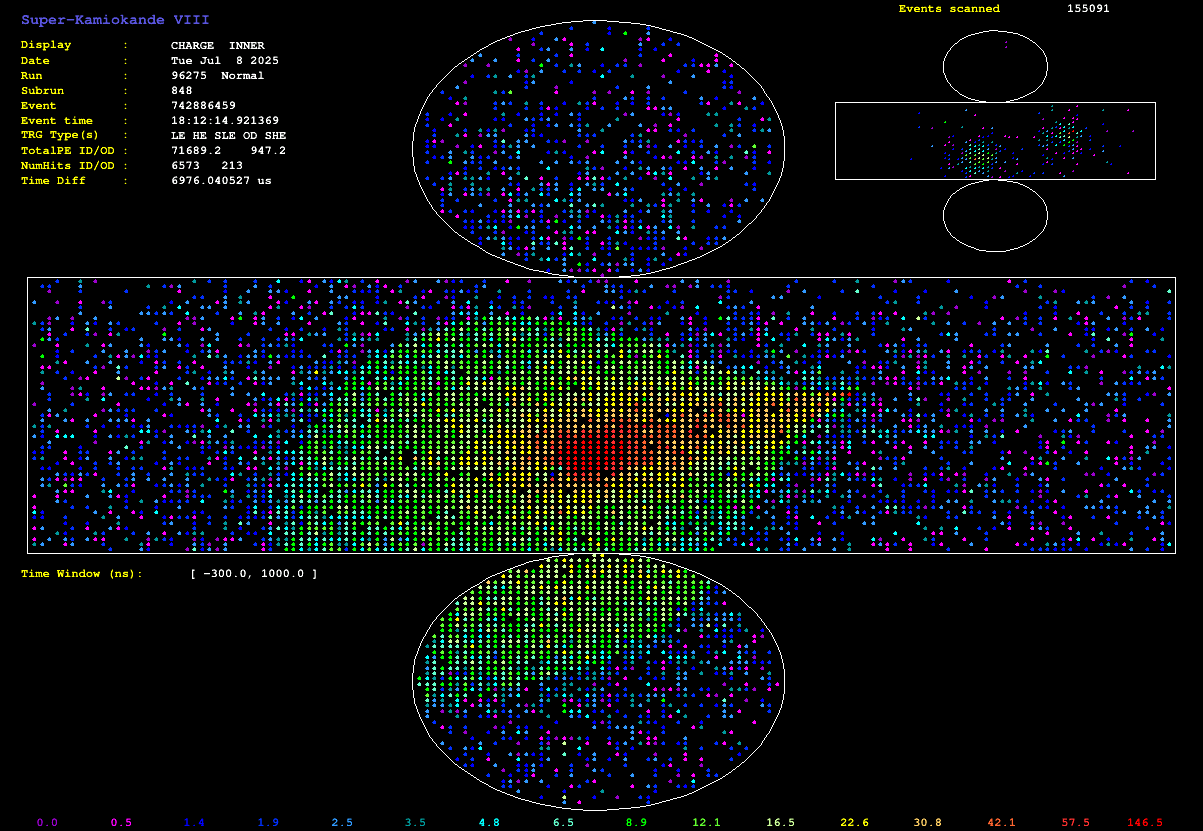 Super-Kamiokande VIII
Events scanned 155091
Display : CHARGE INNER
Date : Tue Jul 8 2025
Run : 96275 Normal
Subrun : 848
Event : 742886459
Event time : 18:12:14.921369
TRG Type(s) : LE HE SLE OD SHE
TotalPE ID/OD : 71689.2 947.2
NumHits ID/OD : 6573 213
Time Diff : 6976.040527 us
Time Window (ns): [ -300.0, 1000.0 ]
0.0 0.5 1.4 1.9 2.5 3.5 4.8 6.5 8.9 12.1 16.5 22.6 30.8 42.1 57.5 146.5